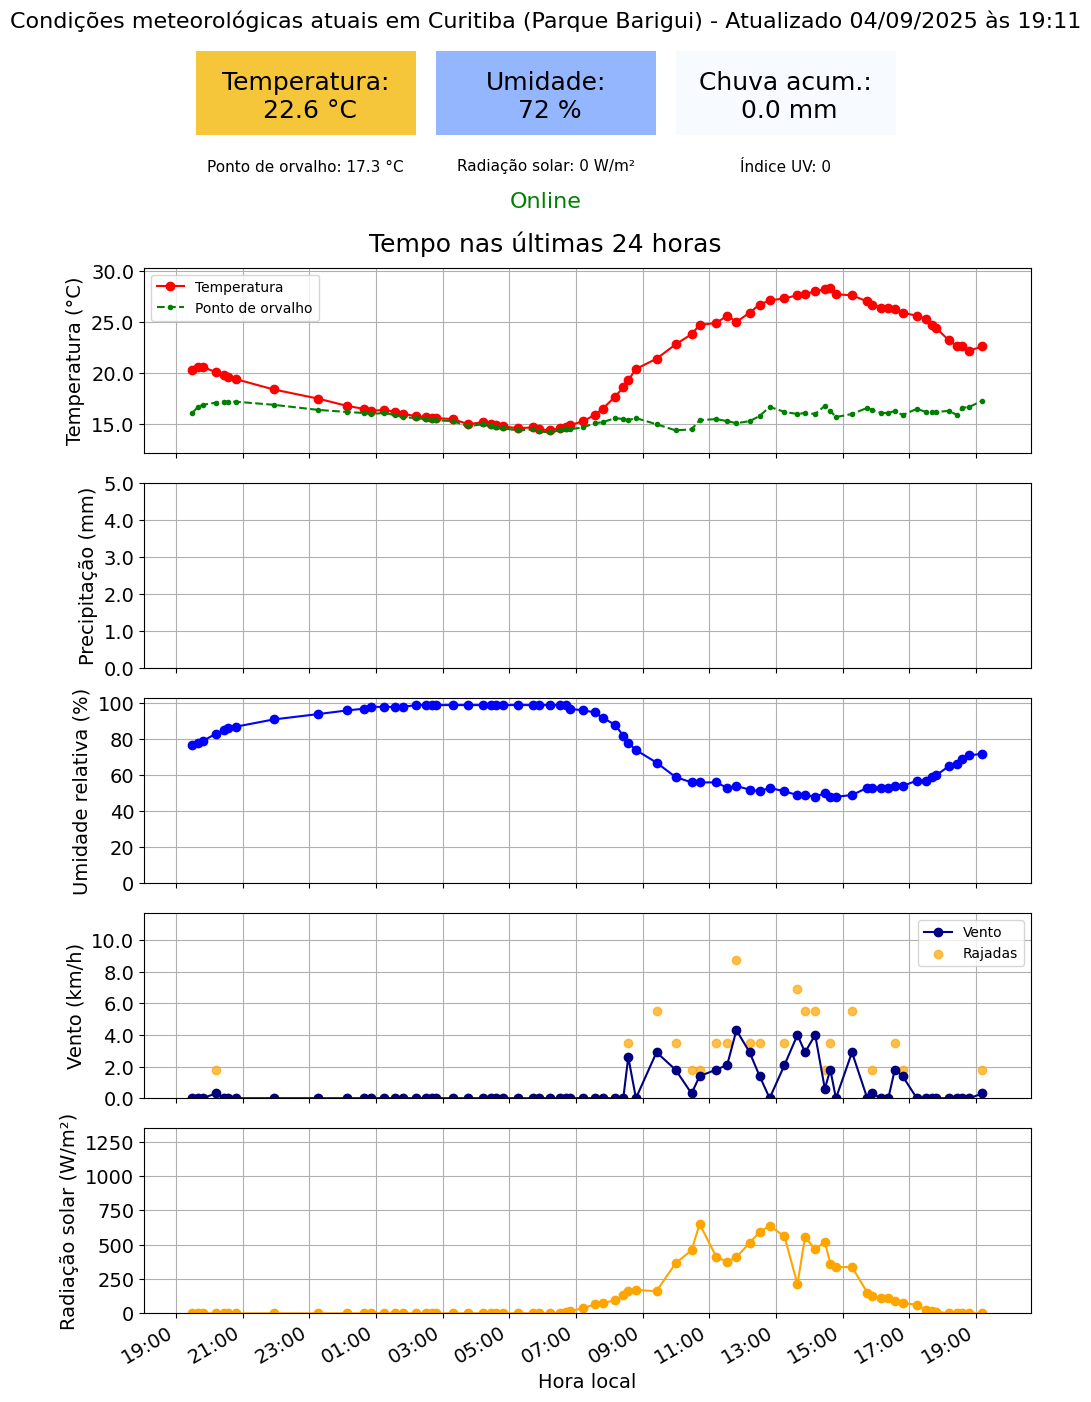 Condições meteorológicas atuais em Curitiba (Parque Barigui) - Atualizado 04/09/2025 às 19:11
Temperatura:
22.6 °C
Umidade:
72 %
Chuva acum.:
0.0 mm
Ponto de orvalho: 17.3 °C
Radiação solar: 0 W/m²
Índice UV: 0
Online
Tempo nas últimas 24 horas
Temperatura (°C)
30.0
25.0
20.0
15.0
Temperatura
Ponto de orvalho
Precipitação (mm)
5.0
4.0
3.0
2.0
1.0
0.0
Umidade relativa (%)
100
80
60
40
20
0
Vento (km/h)
10.0
8.0
6.0
4.0
2.0
0.0
Vento
Rajadas
Radiação solar (W/m²)
1250
1000
750
500
250
0
19:00
21:00
23:00
01:00
03:00
05:00
07:00
09:00
11:00
13:00
15:00
17:00
19:00
Hora local